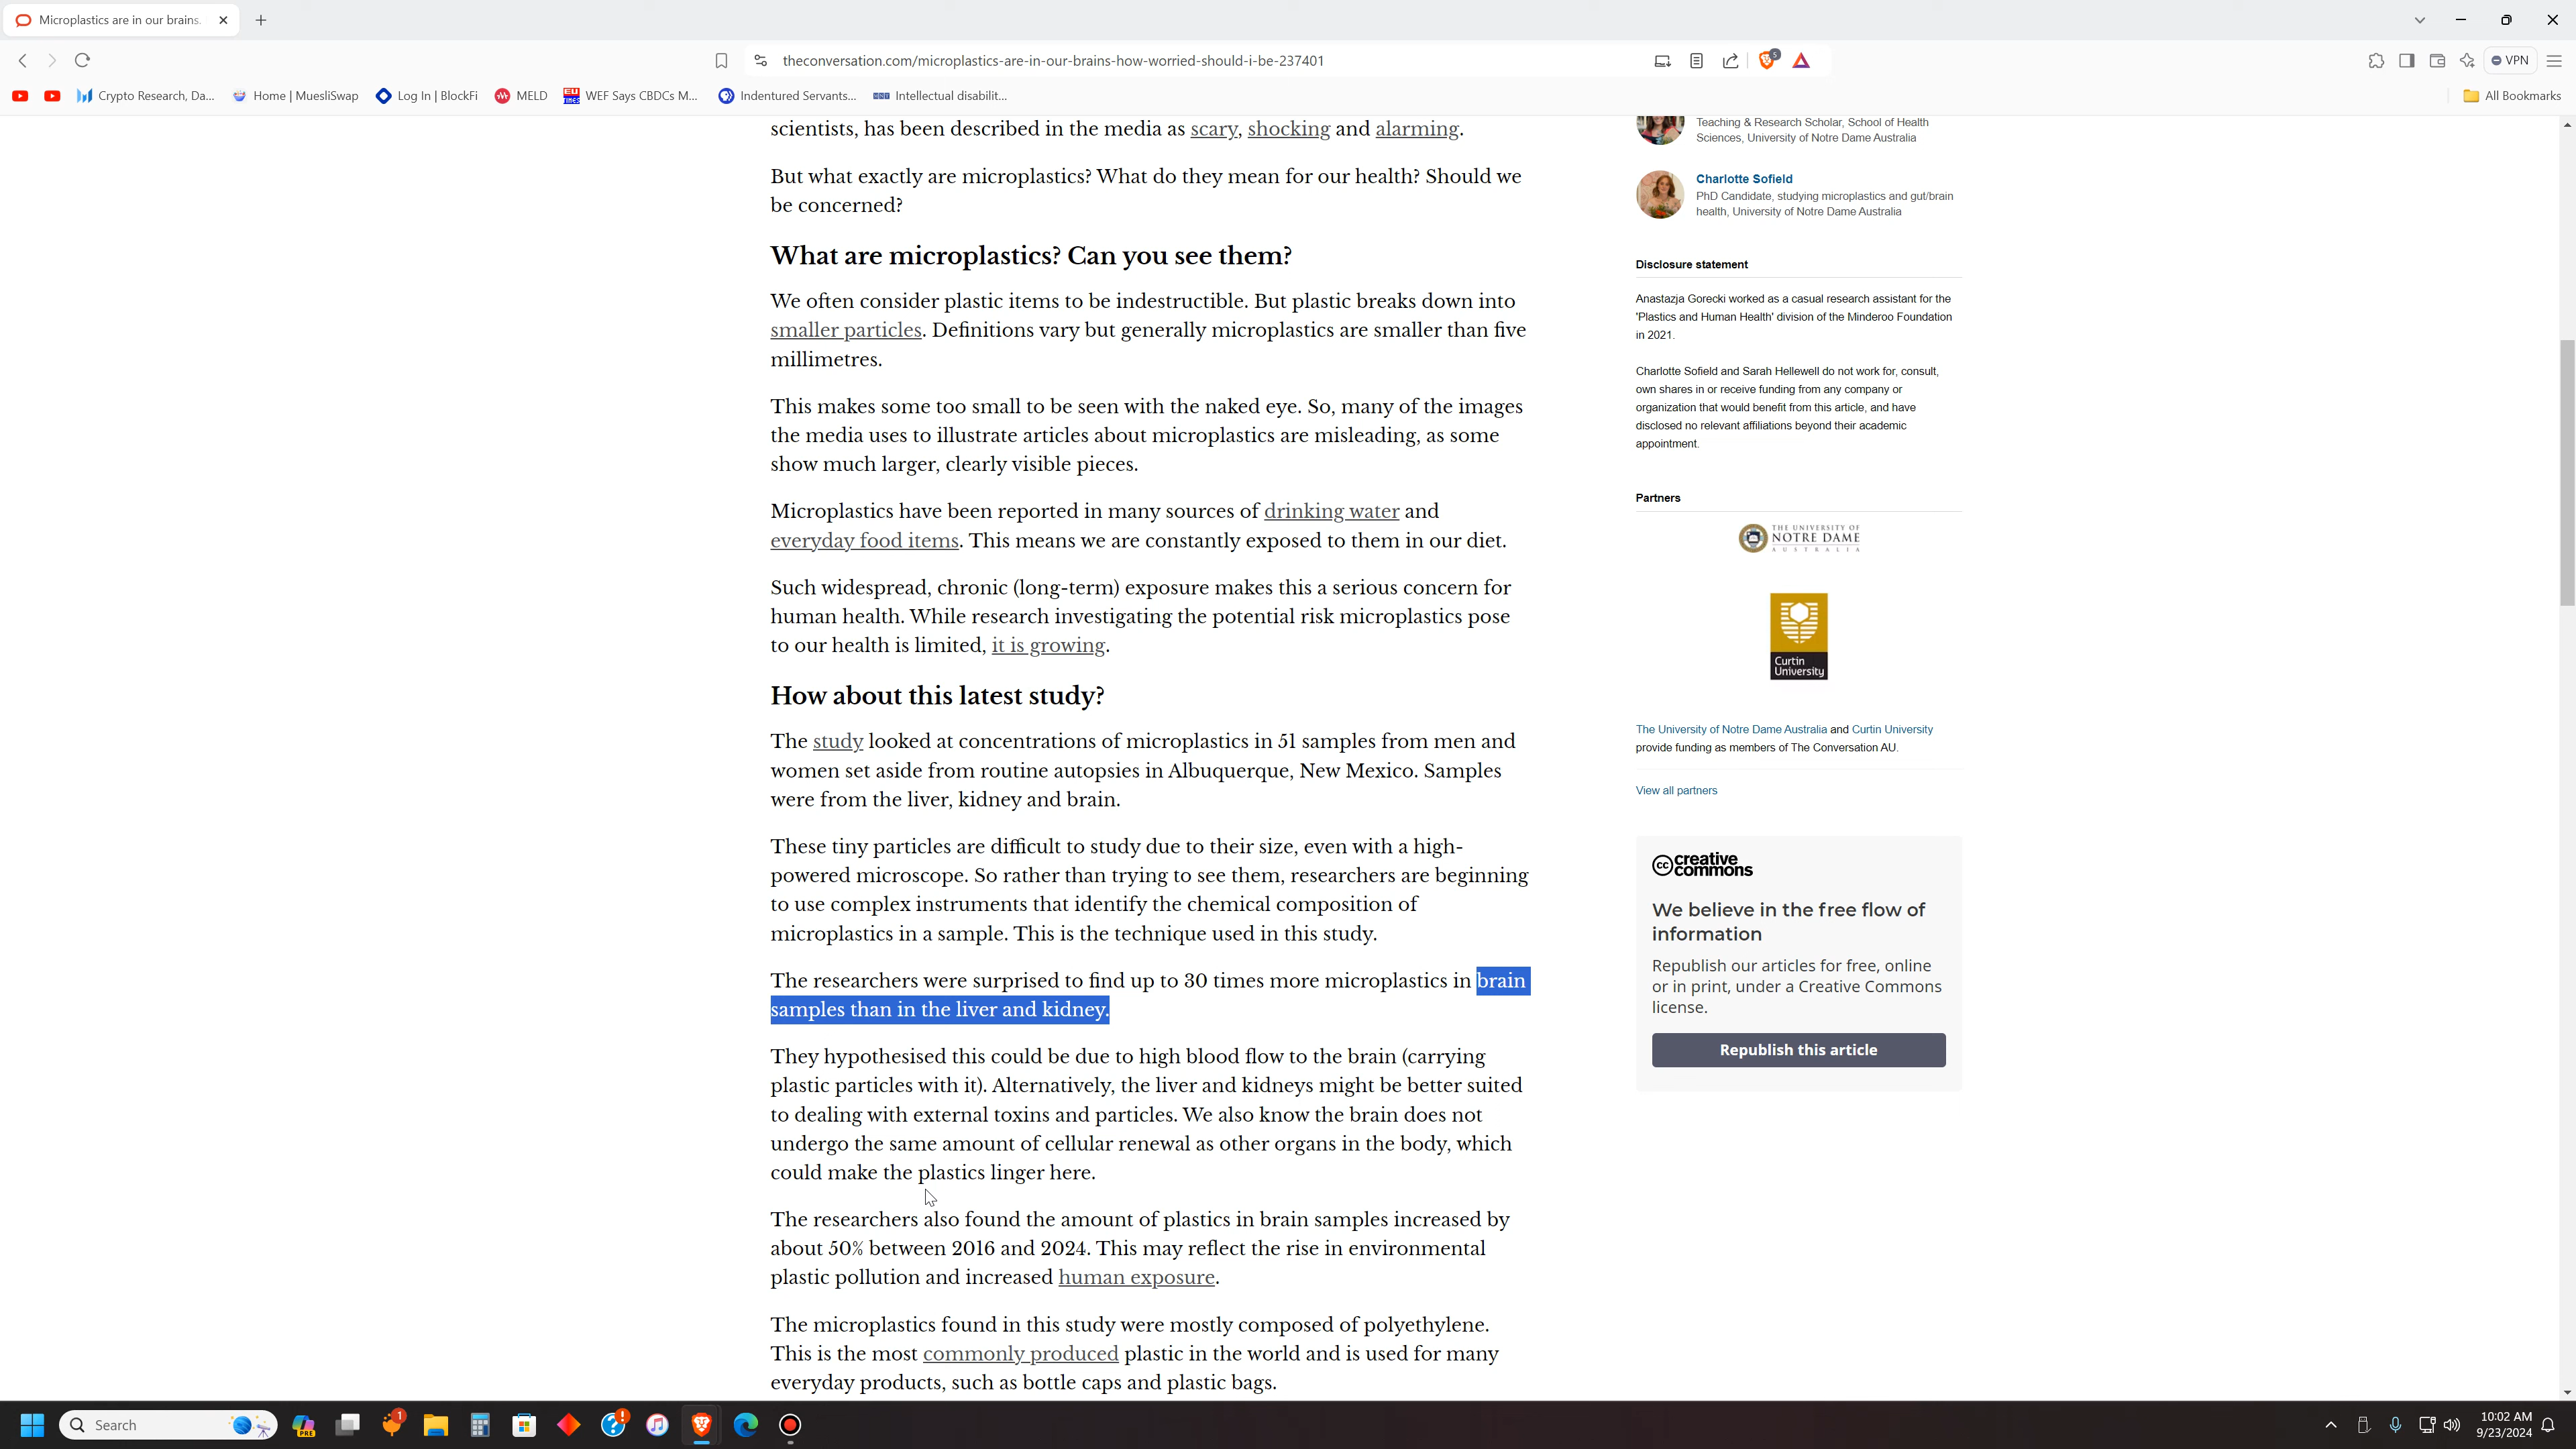 Microplastics are in our brains.
theconversation.com/microplastics-are-in-our-brains-how-worried-should-i-be-237401
5
VPN
Crypto Research, Da...
Home | MuesliSwap
Log In | BlockFi
MELD
WEF Says CBDCs M...
Indentured Servants...
Intellectual disabilit...
All Bookmarks
scientists, has been described in the media as scary, shocking and alarming.
But what exactly are microplastics? What do they mean for our health? Should we
be concerned?
What are microplastics? Can you see them?
We often consider plastic items to be indestructible. But plastic breaks down into
smaller particles. Definitions vary but generally microplastics are smaller than five
millimetres.
This makes some too small to be seen with the naked eye. So, many of the images
the media uses to illustrate articles about microplastics are misleading, as some
show much larger, clearly visible pieces.
Microplastics have been reported in many sources of drinking water and
everyday food items. This means we are constantly exposed to them in our diet.
Such widespread, chronic (long-term) exposure makes this a serious concern for
human health. While research investigating the potential risk microplastics pose
to our health is limited, it is growing.
How about this latest study?
The study looked at concentrations of microplastics in 51 samples from men and
women set aside from routine autopsies in Albuquerque, New Mexico. Samples
were from the liver, kidney and brain.
These tiny particles are difficult to study due to their size, even with a high-
powered microscope. So rather than trying to see them, researchers are beginning
to use complex instruments that identify the chemical composition of
microplastics in a sample. This is the technique used in this study.
The researchers were surprised to find up to 30 times more microplastics in brain
samples than in the liver and kidney.
They hypothesised this could be due to high blood flow to the brain (carrying
plastic particles with it). Alternatively, the liver and kidneys might be better suited
to dealing with external toxins and particles. We also know the brain does not
undergo the same amount of cellular renewal as other organs in the body, which
could make the plastics linger here.
The researchers also found the amount of plastics in brain samples increased by
about 50% between 2016 and 2024. This may reflect the rise in environmental
plastic pollution and increased human exposure.
The microplastics found in this study were mostly composed of polyethylene.
This is the most commonly produced plastic in the world and is used for many
everyday products, such as bottle caps and plastic bags.
Teaching & Research Scholar, School of Health
Sciences, University of Notre Dame Australia
Charlotte Sofield
PhD Candidate, studying microplastics and gut/brain
health, University of Notre Dame Australia
Disclosure statement
Anastazja Gorecki worked as a casual research assistant for the
'Plastics and Human Health' division of the Minderoo Foundation
in 2021.
Charlotte Sofield and Sarah Hellewell do not work for, consult,
own shares in or receive funding from any company or
organization that would benefit from this article, and have
disclosed no relevant affiliations beyond their academic
appointment.
Partners
THE UNIVERSITY OF
NOTRE DAME
AUSTRALIA
Curtin
University
The University of Notre Dame Australia and Curtin University
provide funding as members of The Conversation AU.
View all partners
cc creative
commons
We believe in the free flow of
information
Republish our articles for free, online
or in print, under a Creative Commons
license.
Republish this article
Search
PRE
1
10:02 AM
9/23/2024